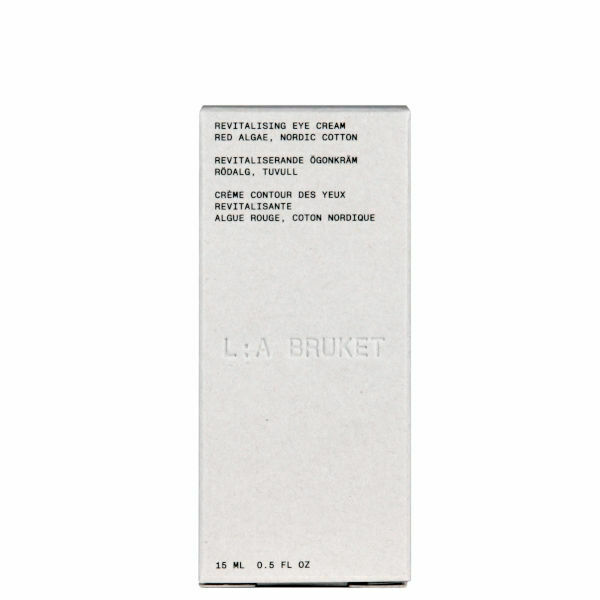 REVITALISING EYE CREAM
RED ALGAE, NORDIC COTTON
REVITALISERANDE ÖGONKRÄM
RÖDALG, TUVULL
CRÈME CONTOUR DES YEUX
REVITALISANTE
ALGUE ROUGE, COTON NORDIQUE
L:A BRUKET
15 ML 0.5 FL OZ